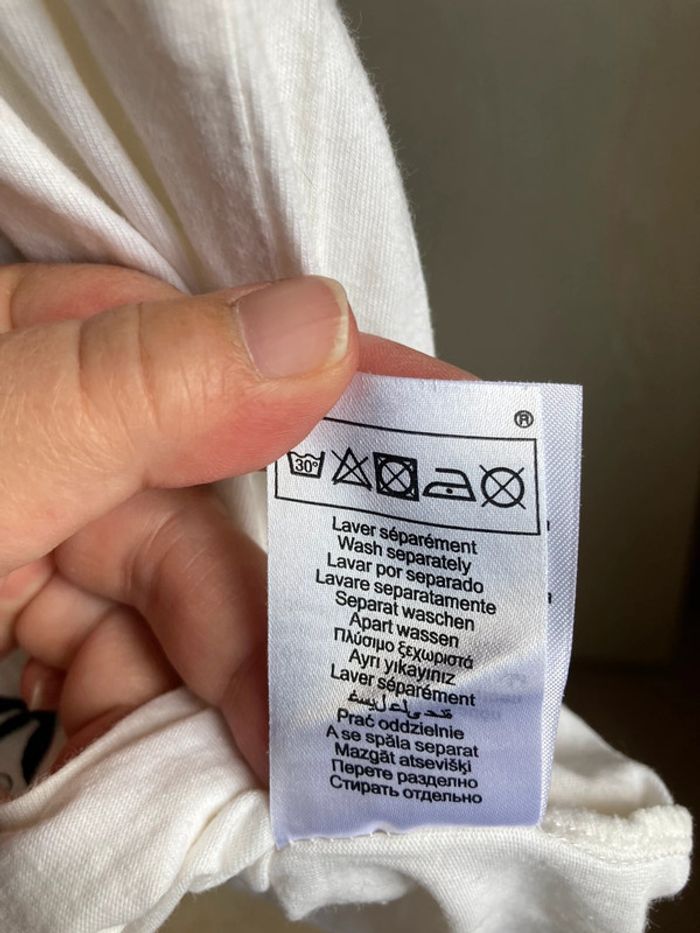 ®
30°
Laver séparément
Wash separately
Lavar por separado
Lavare separatamente
Separat waschen
Apart wassen
Πλύσιμο ξεχωριστά
Ayrı yıkayınız
Laver séparément
Prać oddzielnie
A se spăla separat
Mazgāt atsevišķi
Перете разделно
Стирать отдельно